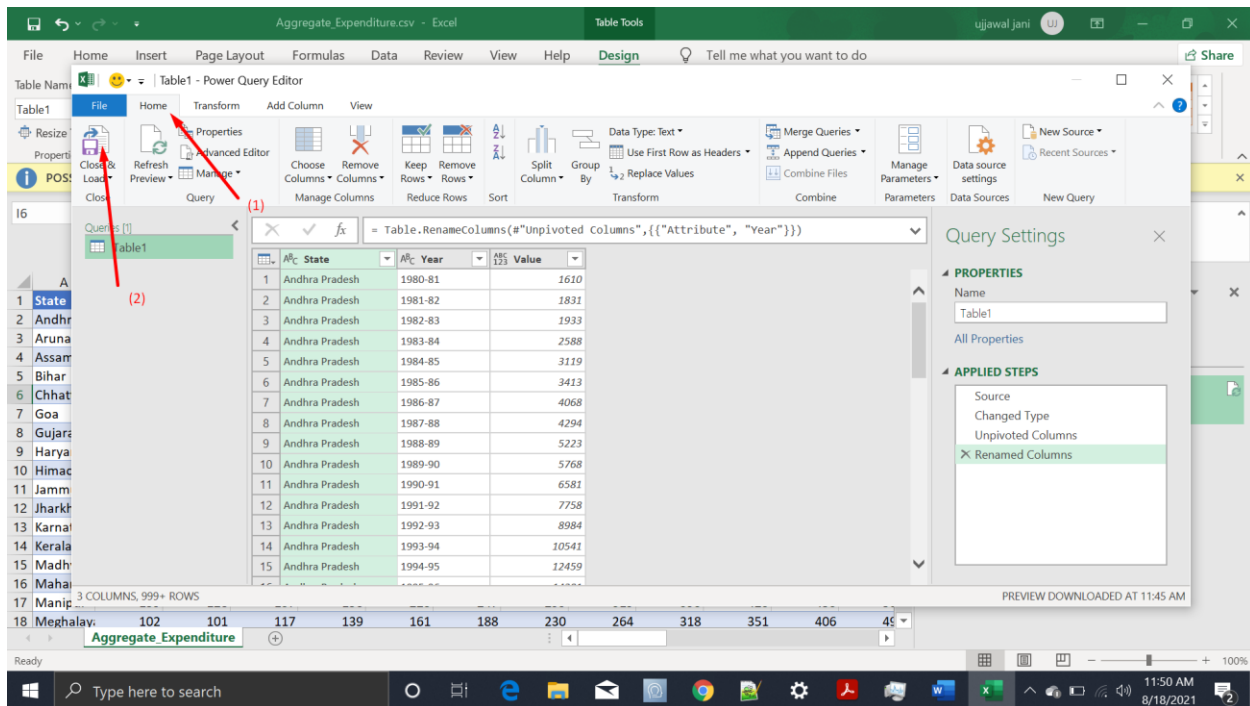 Aggregate_Expenditure.csv - Excel
Table Tools
ujjawal jani
UJ
File Home Insert Page Layout Formulas Data Review View Help Design Tell me what you want to do Share
Table Name
Table1 - Power Query Editor
Table1
File Home Transform Add Column View
Resize
Properti
POS
Close & Load
Close
Refresh Preview
Properties
Advanced Editor
Manage
Query
Choose Columns
Remove Columns
Manage Columns
Keep Rows
Remove Rows
Reduce Rows
Sort
Split Column
Group By
Data Type: Text
Use First Row as Headers
Replace Values
Transform
Merge Queries
Append Queries
Combine Files
Combine
Manage Parameters
Parameters
Data source settings
Data Sources
New Source
Recent Sources
New Query
(1)
(2)
I6
Queries [1]
Table1
fx = Table.RenameColumns(#"Unpivoted Columns",{{"Attribute", "Year"}})
ABC State ABC Year ABC 123 Value
1 Andhra Pradesh 1980-81 1610
2 Andhra Pradesh 1981-82 1831
3 Andhra Pradesh 1982-83 1933
4 Andhra Pradesh 1983-84 2588
5 Andhra Pradesh 1984-85 3119
6 Andhra Pradesh 1985-86 3413
7 Andhra Pradesh 1986-87 4068
8 Andhra Pradesh 1987-88 4294
9 Andhra Pradesh 1988-89 5223
10 Andhra Pradesh 1989-90 5768
11 Andhra Pradesh 1990-91 6581
12 Andhra Pradesh 1991-92 7758
13 Andhra Pradesh 1992-93 8984
14 Andhra Pradesh 1993-94 10541
15 Andhra Pradesh 1994-95 12459
Query Settings
PROPERTIES
Name
Table1
All Properties
APPLIED STEPS
Source
Changed Type
Unpivoted Columns
Renamed Columns
3 COLUMNS, 999+ ROWS
PREVIEW DOWNLOADED AT 11:45 AM
A
1 State
2 Andhr
3 Aruna
4 Assam
5 Bihar
6 Chhat
7 Goa
8 Gujara
9 Harya
10 Himac
11 Jamm
12 Jharkh
13 Karnat
14 Kerala
15 Madh
16 Mahar
17 Manip
18 Meghalaya 102 101 117 139 161 188 230 264 318 351 406 45
Aggregate_Expenditure
Ready
100%
Type here to search
11:50 AM
8/18/2021
2